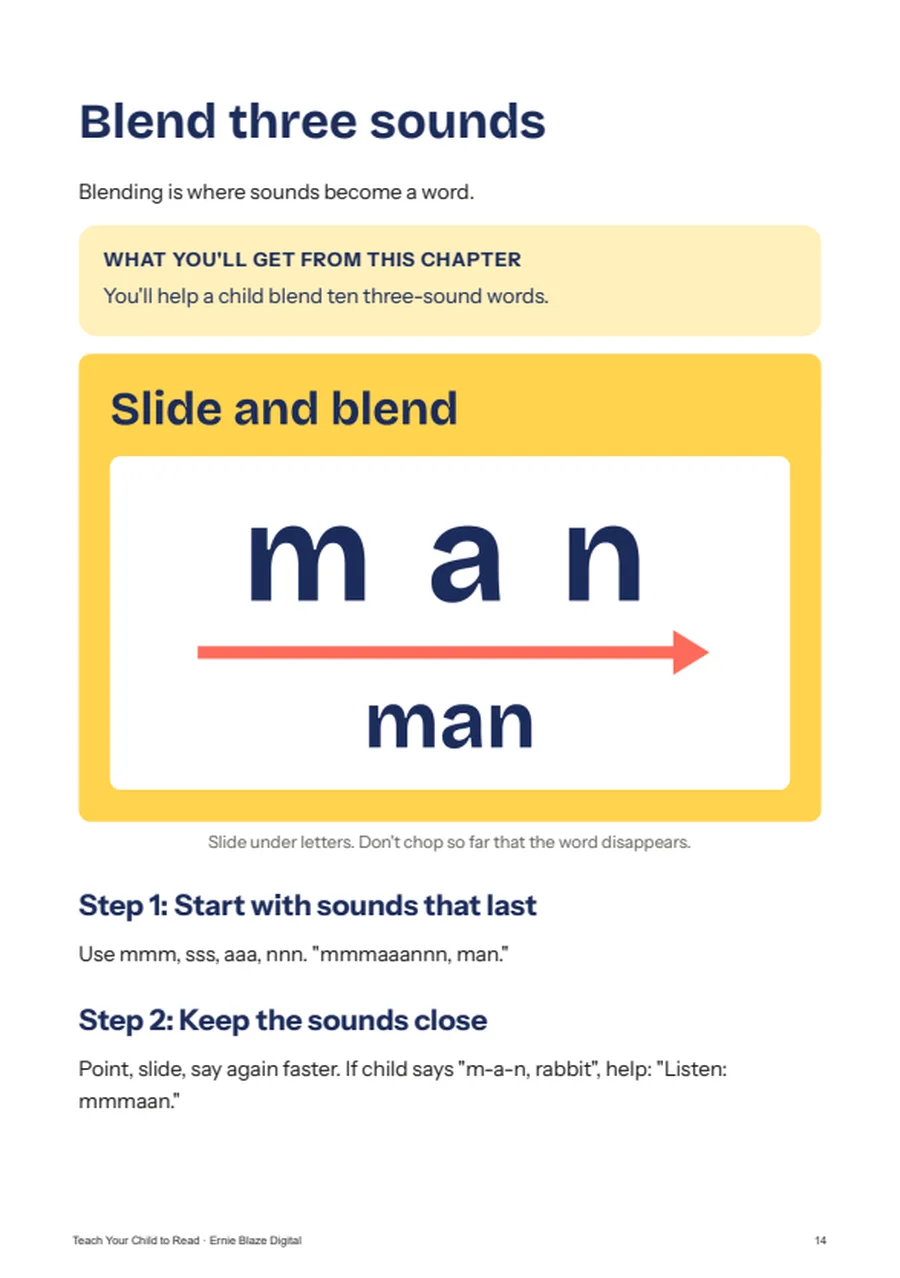 Blend three sounds
Blending is where sounds become a word.
WHAT YOU'LL GET FROM THIS CHAPTER
You'll help a child blend ten three-sound words.
Slide and blend
m a n
man
Slide under letters. Don't chop so far that the word disappears.
Step 1: Start with sounds that last
Use mmm, sss, aaa, nnn. "mmmaaannn, man."
Step 2: Keep the sounds close
Point, slide, say again faster. If child says "m-a-n, rabbit", help: "Listen:
mmmaan."
Teach Your Child to Read · Ernie Blaze Digital
14